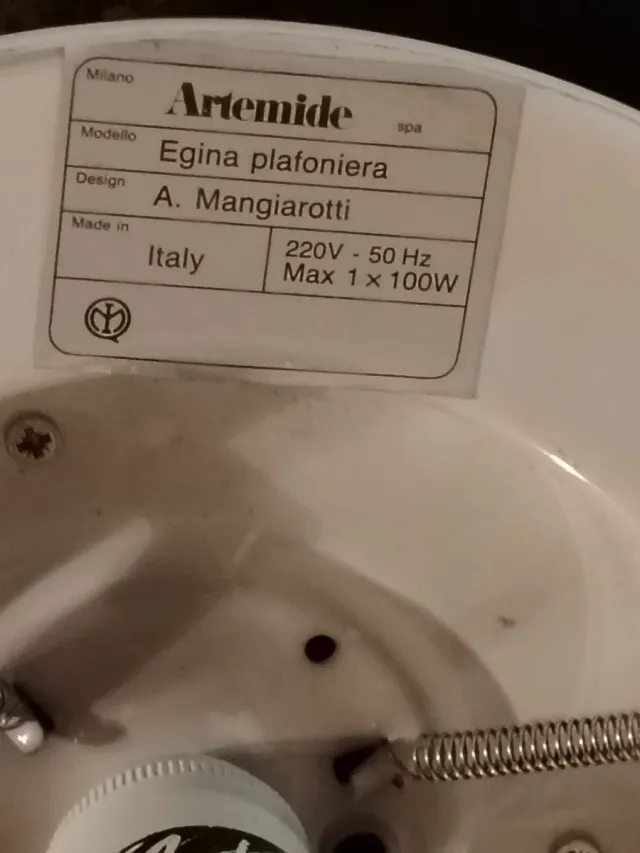 Milano
Artemide spa
Modello
Egina plafoniera
Design
A. Mangiarotti
Made in
Italy
220V - 50 Hz
Max 1 x 100W